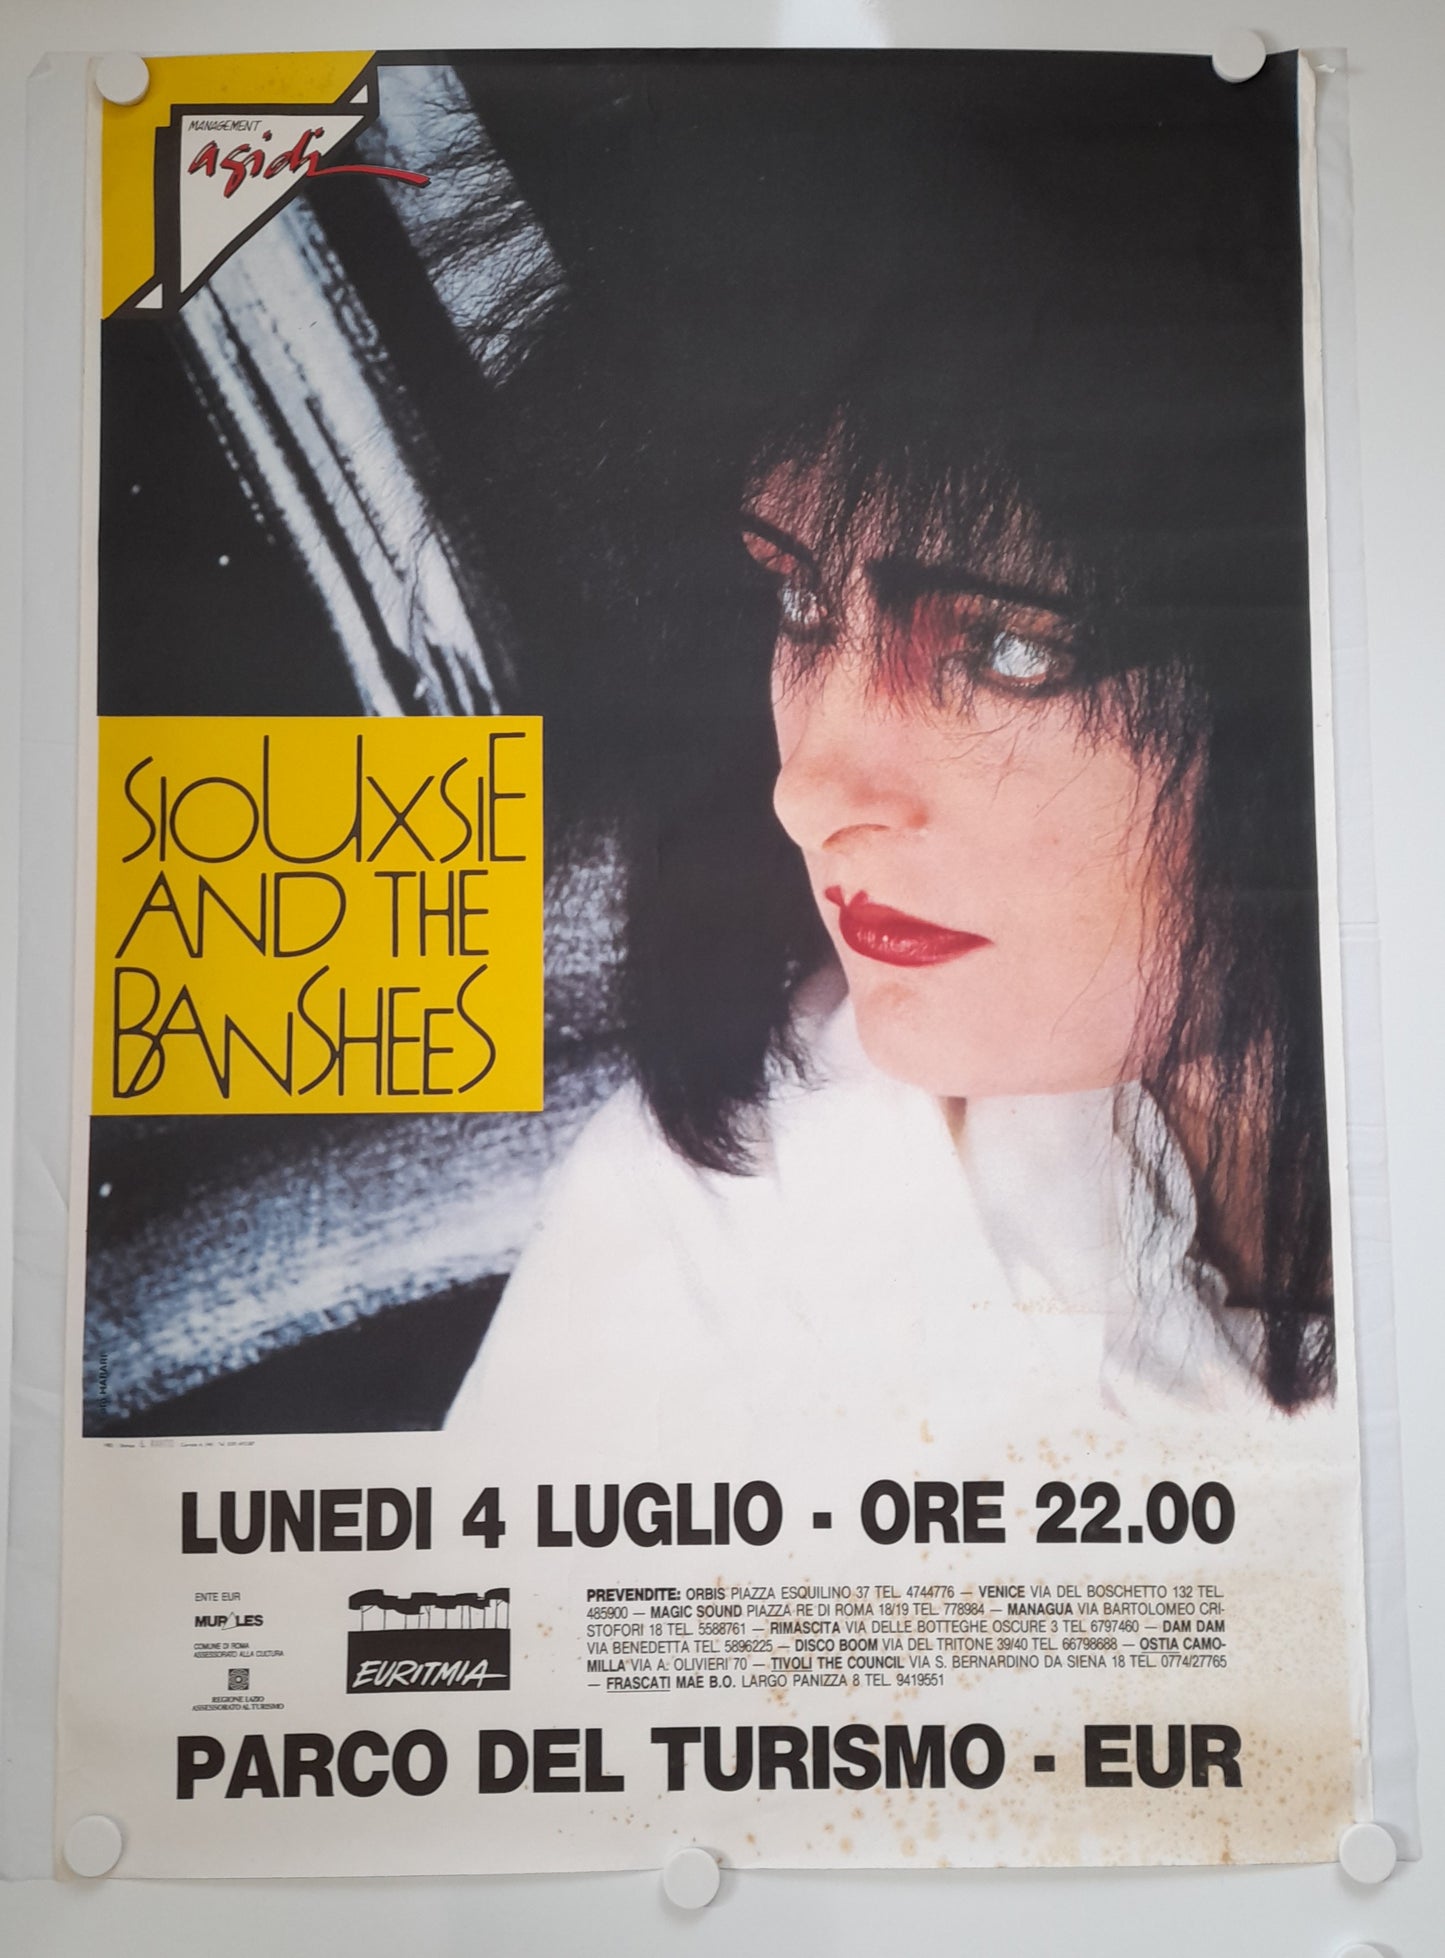 MANAGEMENT
agidi
SIOUXSIE
AND THE
BANSHEES
LUNEDI 4 LUGLIO - ORE 22.00
ENTE EUR
MURALES
COMUNE DI ROMA
ASSESSORATO ALLA CULTURA
REGIONE LAZIO
ASSESSORATO AL TURISMO
EURITMIA
PREVENDITE: ORBIS PIAZZA ESQUILINO 37 TEL. 4744776 — VENICE VIA DEL BOSCHETTO 132 TEL.
485900 — MAGIC SOUND PIAZZA RE DI ROMA 18/19 TEL. 778984 — MANAGUA VIA BARTOLOMEO CRI-
STOFORI 18 TEL. 5588761 — RIMASCITA VIA DELLE BOTTEGHE OSCURE 3 TEL. 6797460 — DAM DAM
VIA BENEDETTA TEL. 5896225 — DISCO BOOM VIA DEL TRITONE 39/40 TEL. 66798688 — OSTIA CAMO-
MILLA VIA A. OLIVIERI 70 — TIVOLI THE COUNCIL VIA S. BERNARDINO DA SIENA 18 TEL. 0774/27765
— FRASCATI MAE B.O. LARGO PANIZZA 8 TEL. 9419551
PARCO DEL TURISMO - EUR